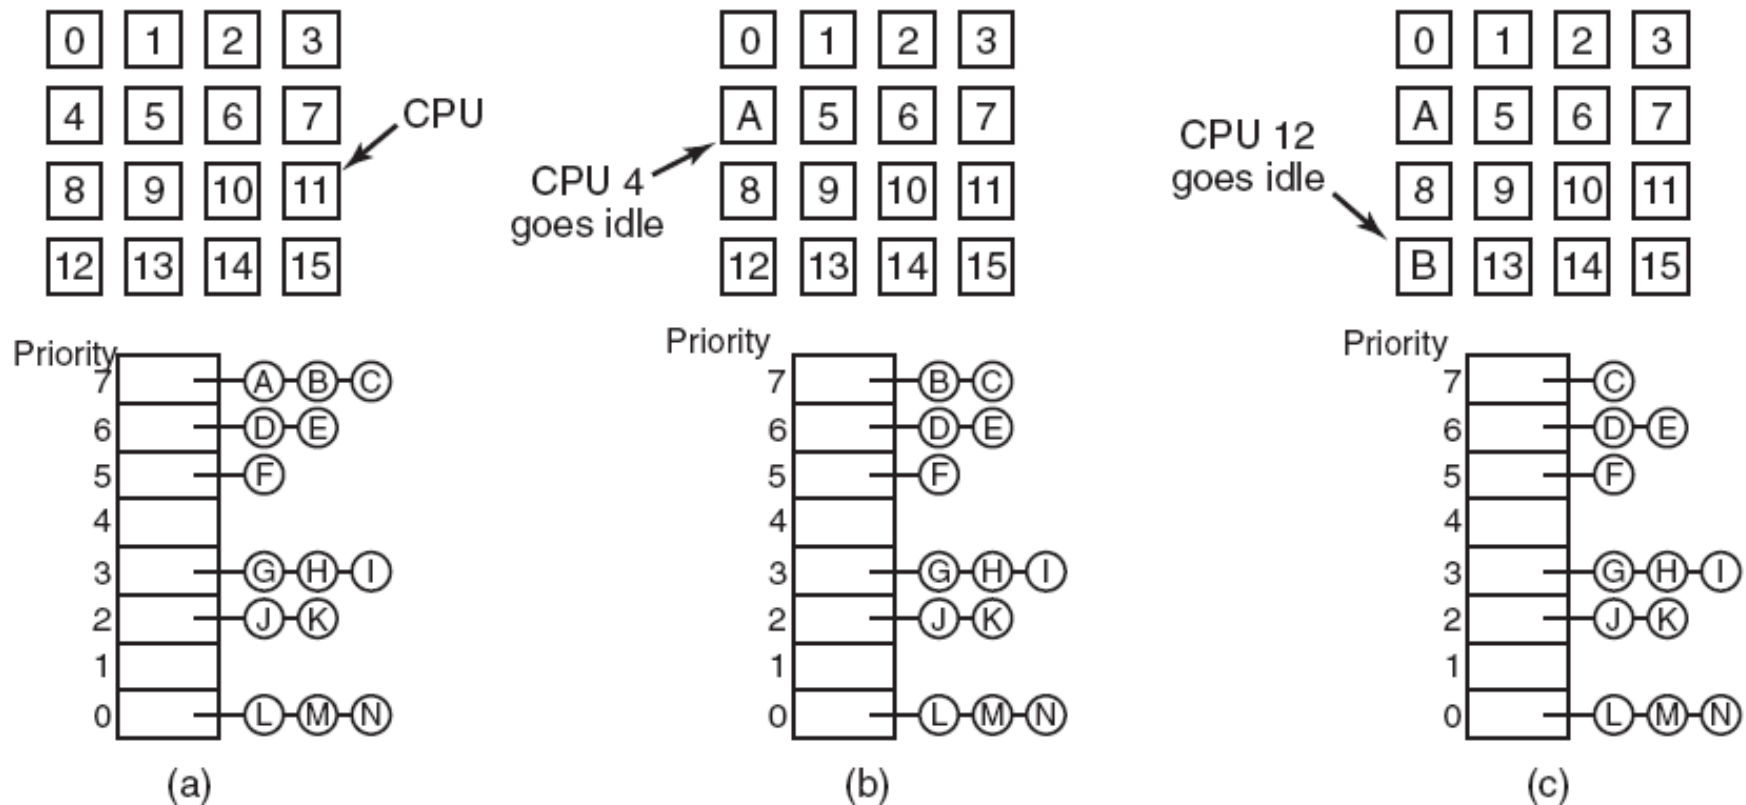 0 1 2 3
4 5 6 7
8 9 10 11
12 13 14 15
CPU
Priority
7 A B C
6 D E
5 F
4
3 G H I
2 J K
1
0 L M N
(a)
0 1 2 3
A 5 6 7
8 9 10 11
12 13 14 15
CPU 4
goes idle
Priority
7 B C
6 D E
5 F
4
3 G H I
2 J K
1
0 L M N
(b)
0 1 2 3
A 5 6 7
8 9 10 11
B 13 14 15
CPU 12
goes idle
Priority
7 C
6 D E
5 F
4
3 G H I
2 J K
1
0 L M N
(c)